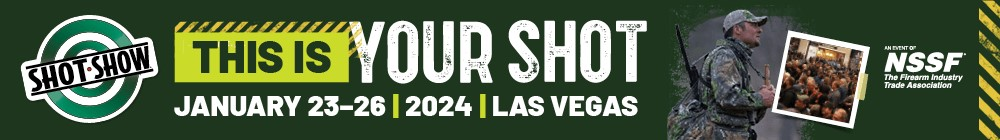 SHOT•SHOW
THIS IS YOUR SHOT
JANUARY 23–26 | 2024 | LAS VEGAS
AN EVENT OF
NSSF
The Firearm Industry
Trade Association